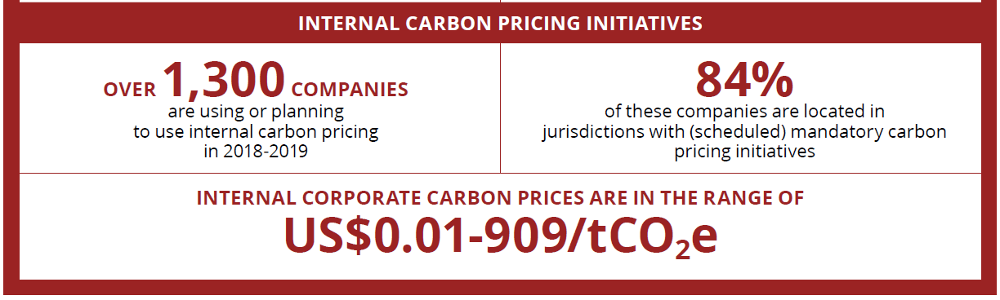 INTERNAL CARBON PRICING INITIATIVES
OVER 1,300 COMPANIES
are using or planning
to use internal carbon pricing
in 2018-2019
84%
of these companies are located in
jurisdictions with (scheduled) mandatory carbon
pricing initiatives
INTERNAL CORPORATE CARBON PRICES ARE IN THE RANGE OF
US$0.01-909/tCO₂e